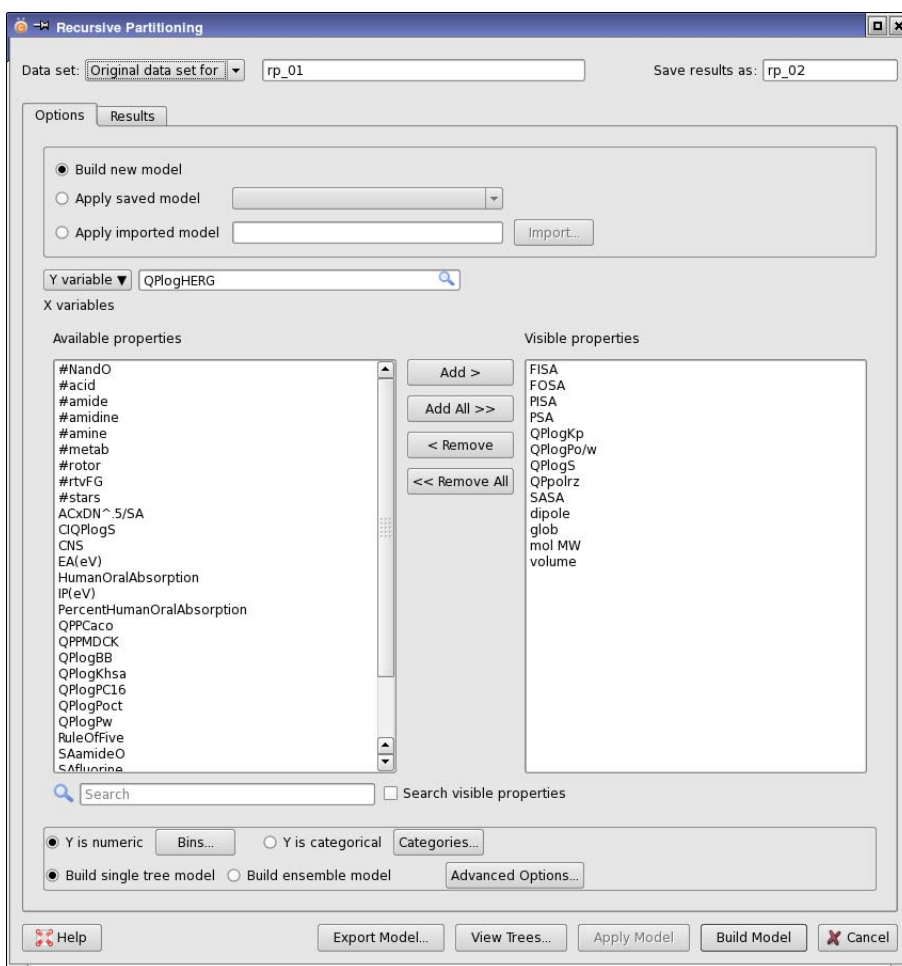 Recursive Partitioning
Data set: Original data set for rp_01 Save results as: rp_02
Options Results
Build new model
Apply saved model
Apply imported model Import...
Y variable ▼ QPlogHERG
X variables
Available properties Visible properties
#NandO
#acid
#amide
#amidine
#amine
#metab
#rotor
#rtvFG
#stars
ACxDN^.5/SA
CIQPlogS
CNS
EA(eV)
HumanOralAbsorption
IP(eV)
PercentHumanOralAbsorption
QPPCaco
QPPMDCK
QPlogBB
QPlogKhsa
QPlogPC16
QPlogPoct
QPlogPw
RuleOfFive
SAamideO
SAfluorine
Add >
Add All >>
< Remove
<< Remove All
FISA
FOSA
PISA
PSA
QPlogKp
QPlogPo/w
QPlogS
QPpolrz
SASA
dipole
glob
mol MW
volume
Search Search visible properties
Y is numeric Bins... Y is categorical Categories...
Build single tree model Build ensemble model Advanced Options...
Help Export Model... View Trees... Apply Model Build Model Cancel